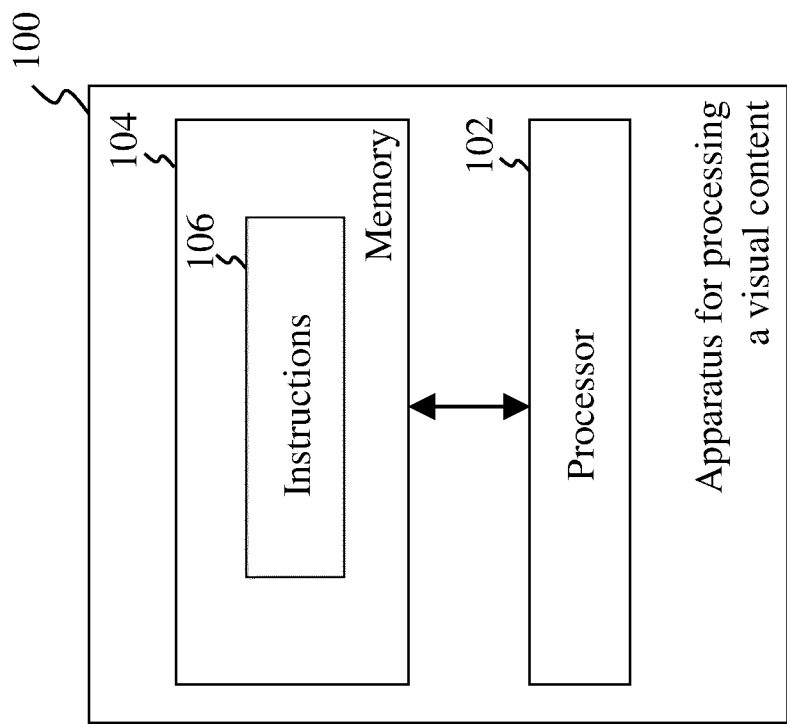 100
104
106
Instructions
Memory
102
Processor
Apparatus for processing
a visual content